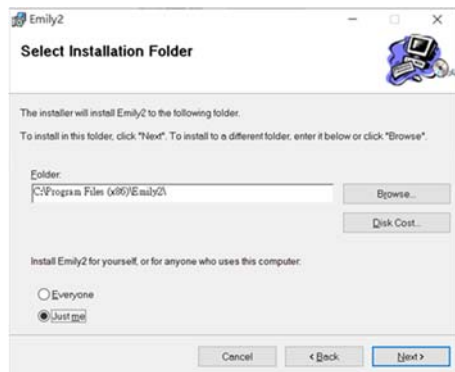 Emily2
Select Installation Folder
The installer will install Emily2 to the following folder.
To install in this folder, click "Next". To install to a different folder, enter it below or click "Browse".
Folder:
C:\Program Files (x86)\Emily2\
Browse...
Disk Cost...
Install Emily2 for yourself, or for anyone who uses this computer:
Everyone
Just me
Cancel
< Back
Next >